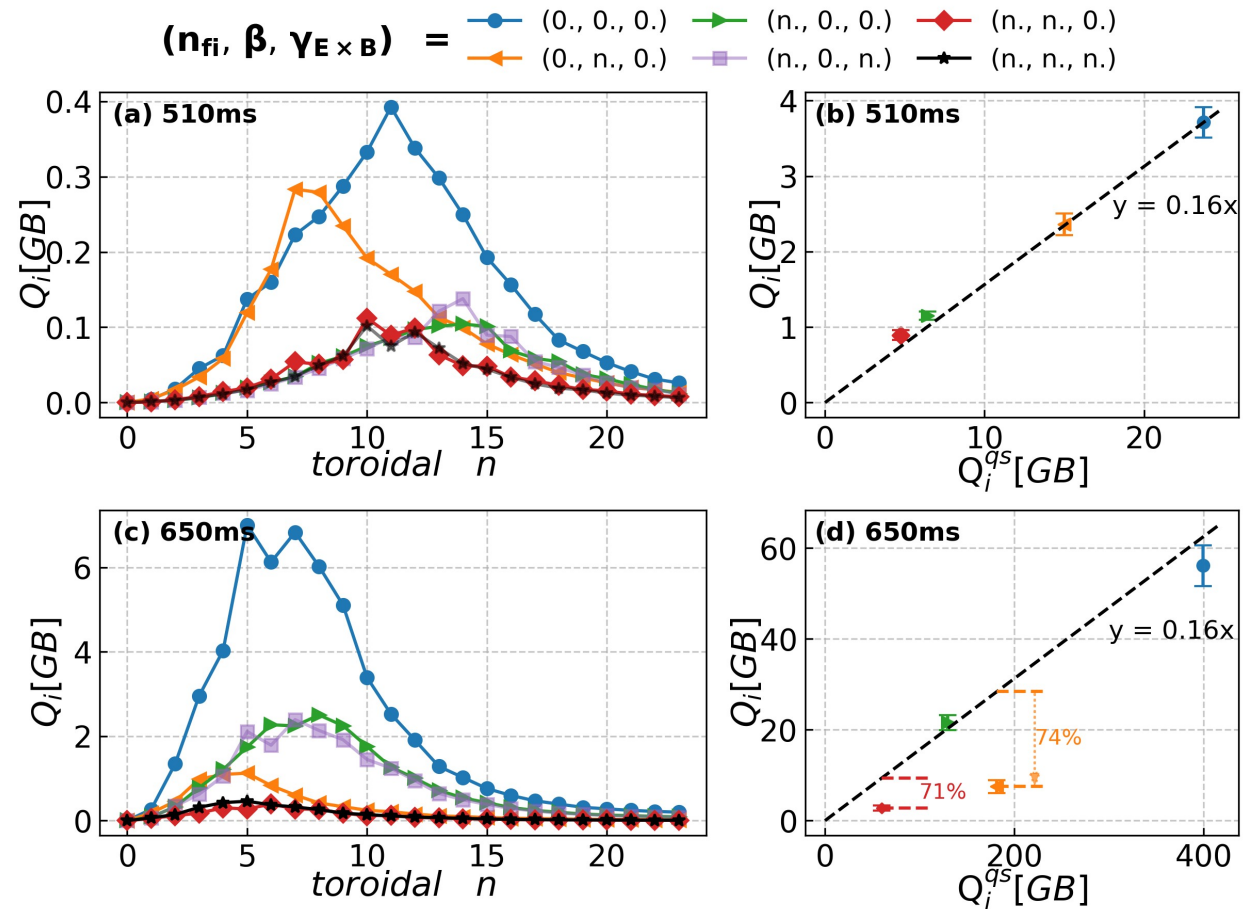 (n_fi, β, γ_E×B) =
(0., 0., 0.)
(n., 0., 0.)
(n., n., 0.)
(0., n., 0.)
(n., 0., n.)
(n., n., n.)
(a) 510ms
Q_i[GB]
0.4
0.3
0.2
0.1
0.0
0 5 10 15 20
toroidal n
(b) 510ms
Q_i[GB]
4
3
2
1
0
y = 0.16x
0 10 20
Q_i^qs[GB]
(c) 650ms
Q_i[GB]
6
4
2
0
0 5 10 15 20
toroidal n
(d) 650ms
Q_i[GB]
60
40
20
0
y = 0.16x
74%
71%
0 200 400
Q_i^qs[GB]